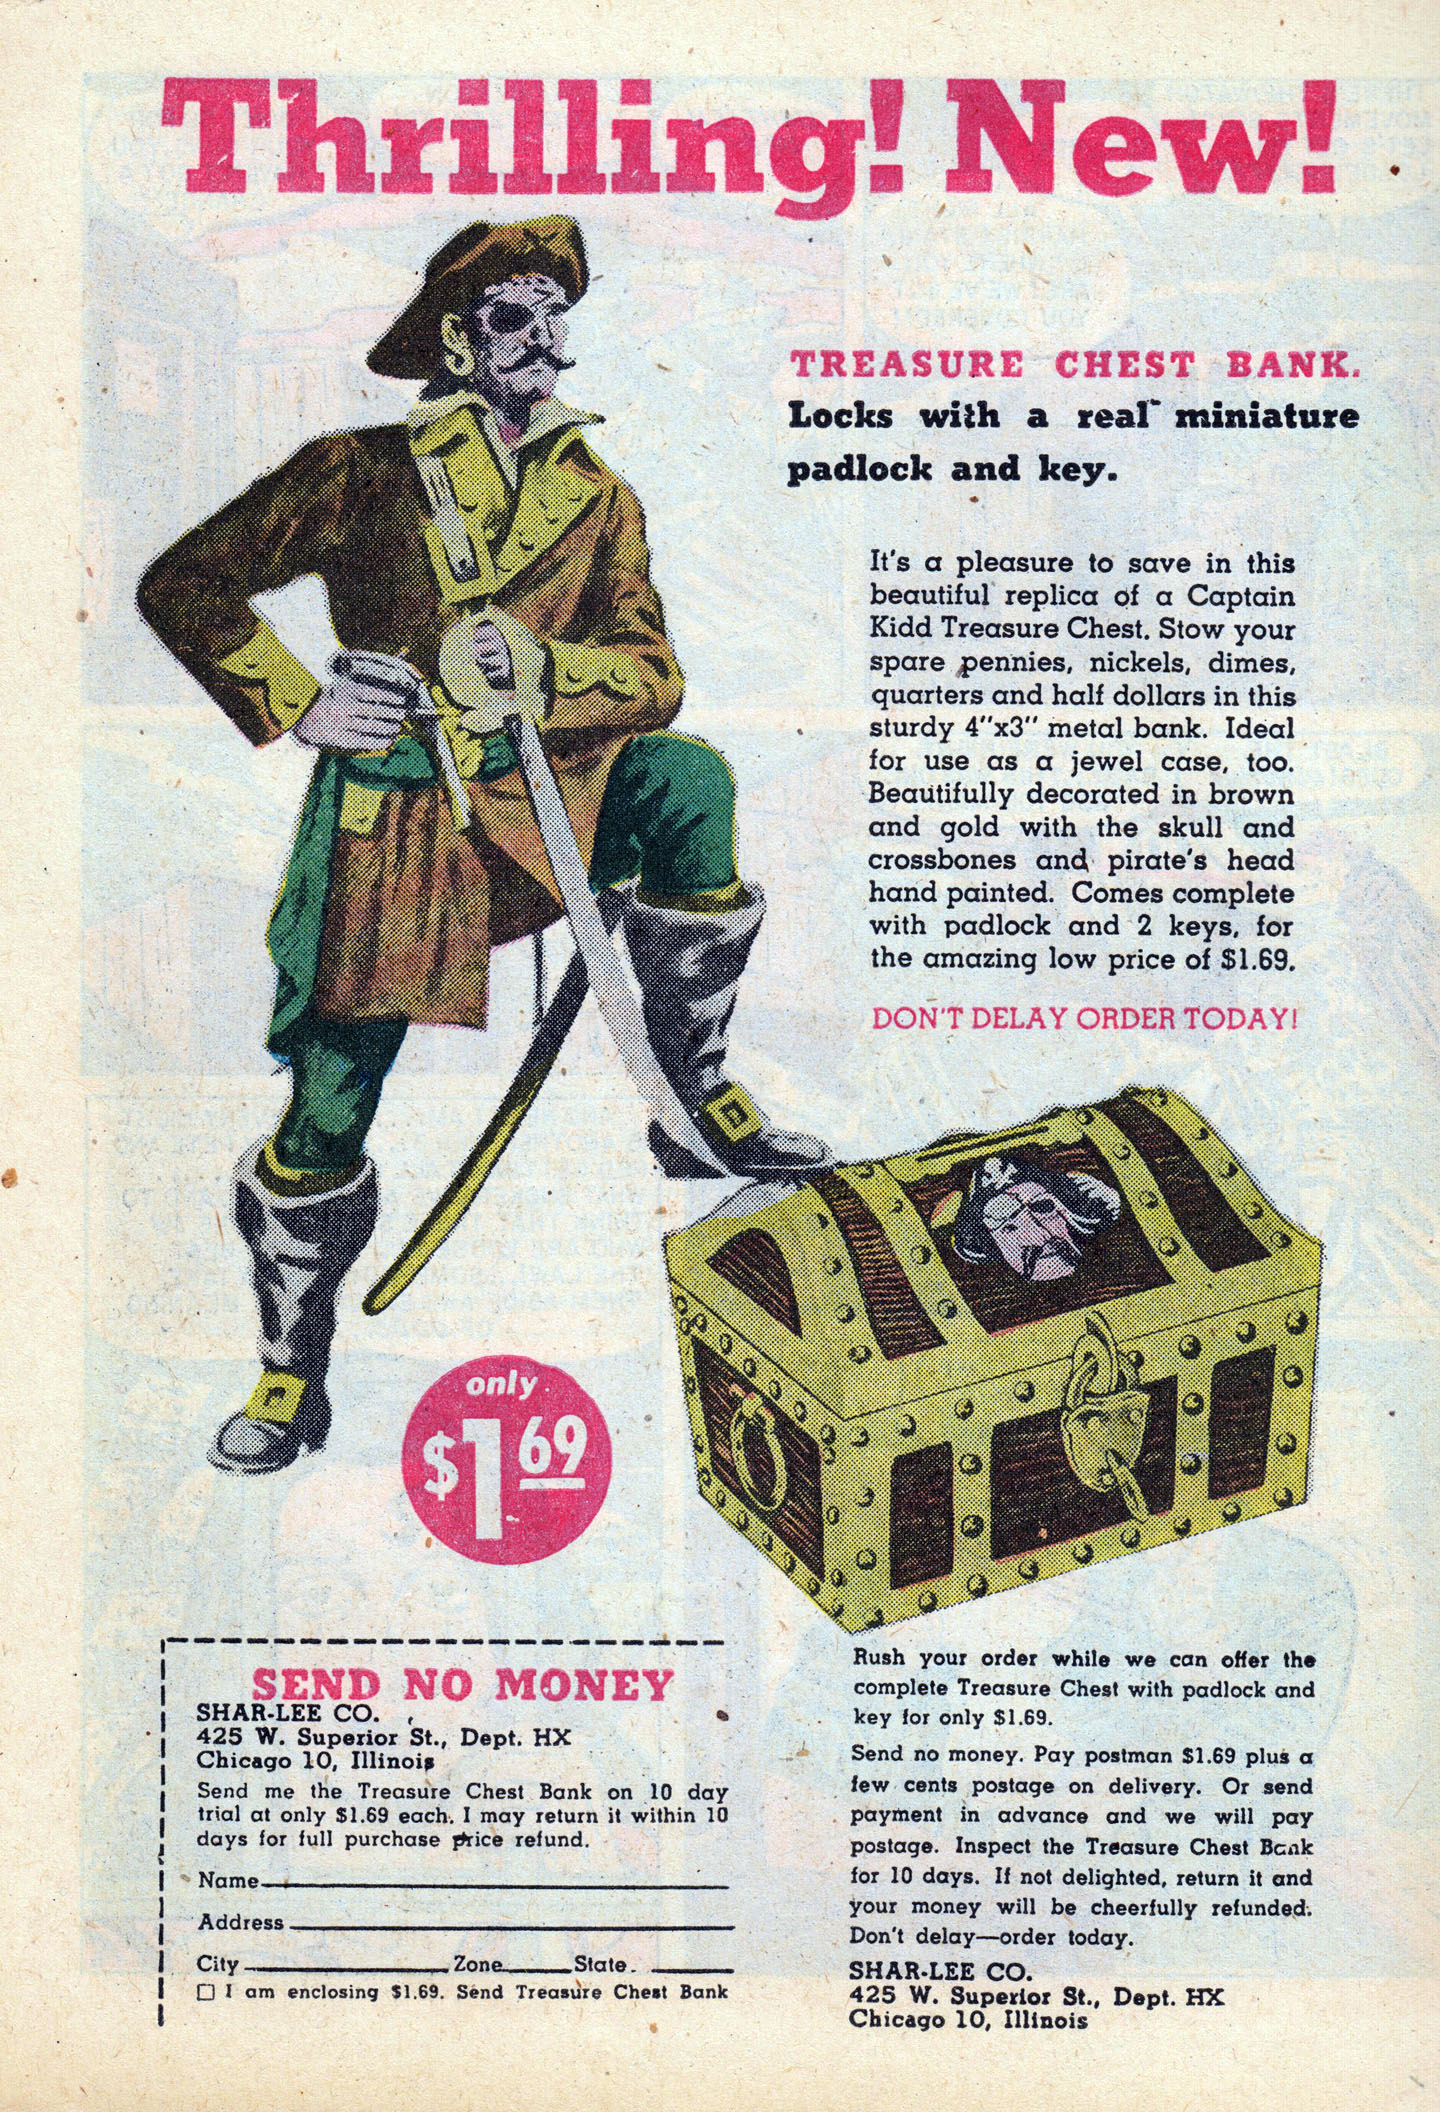 Thrilling! New!
TREASURE CHEST BANK.
Locks with a real miniature
padlock and key.
It's a pleasure to save in this
beautiful replica of a Captain
Kidd Treasure Chest. Stow your
spare pennies, nickels, dimes,
quarters and half dollars in this
sturdy 4"x3" metal bank. Ideal
for use as a jewel case, too.
Beautifully decorated in brown
and gold with the skull and
crossbones and pirate's head
hand painted. Comes complete
with padlock and 2 keys, for
the amazing low price of $1.69.
DON'T DELAY ORDER TODAY!
only
$1 69
SEND NO MONEY
SHAR-LEE CO.
425 W. Superior St., Dept. HX
Chicago 10, Illinois
Send me the Treasure Chest Bank on 10 day
trial at only $1.69 each. I may return it within 10
days for full purchase price refund.
Name
Address
City Zone State
I am enclosing $1.69. Send Treasure Chest Bank
Rush your order while we can offer the
complete Treasure Chest with padlock and
key for only $1.69.
Send no money. Pay postman $1.69 plus a
few cents postage on delivery. Or send
payment in advance and we will pay
postage. Inspect the Treasure Chest Bank
for 10 days. If not delighted, return it and
your money will be cheerfully refunded.
Don't delay—order today.
SHAR-LEE CO.
425 W. Superior St., Dept. HX
Chicago 10, Illinois